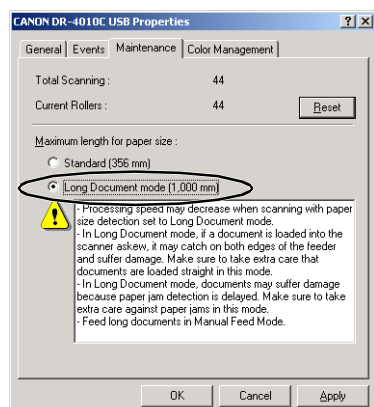 CANON DR-4010C USB Properties
General Events Maintenance Color Management
Total Scanning : 44
Current Rollers : 44 Reset
Maximum length for paper size :
Standard (356 mm)
Long Document mode (1,000 mm)
- Processing speed may decrease when scanning with paper
size detection set to Long Document mode.
- In Long Document mode, if a document is loaded into the
scanner askew, it may catch on both edges of the feeder
and suffer damage. Make sure to take extra care that
documents are loaded straight in this mode.
- In Long Document mode, documents may suffer damage
because paper jam detection is delayed. Make sure to take
extra care against paper jams in this mode.
- Feed long documents in Manual Feed Mode.
OK Cancel Apply